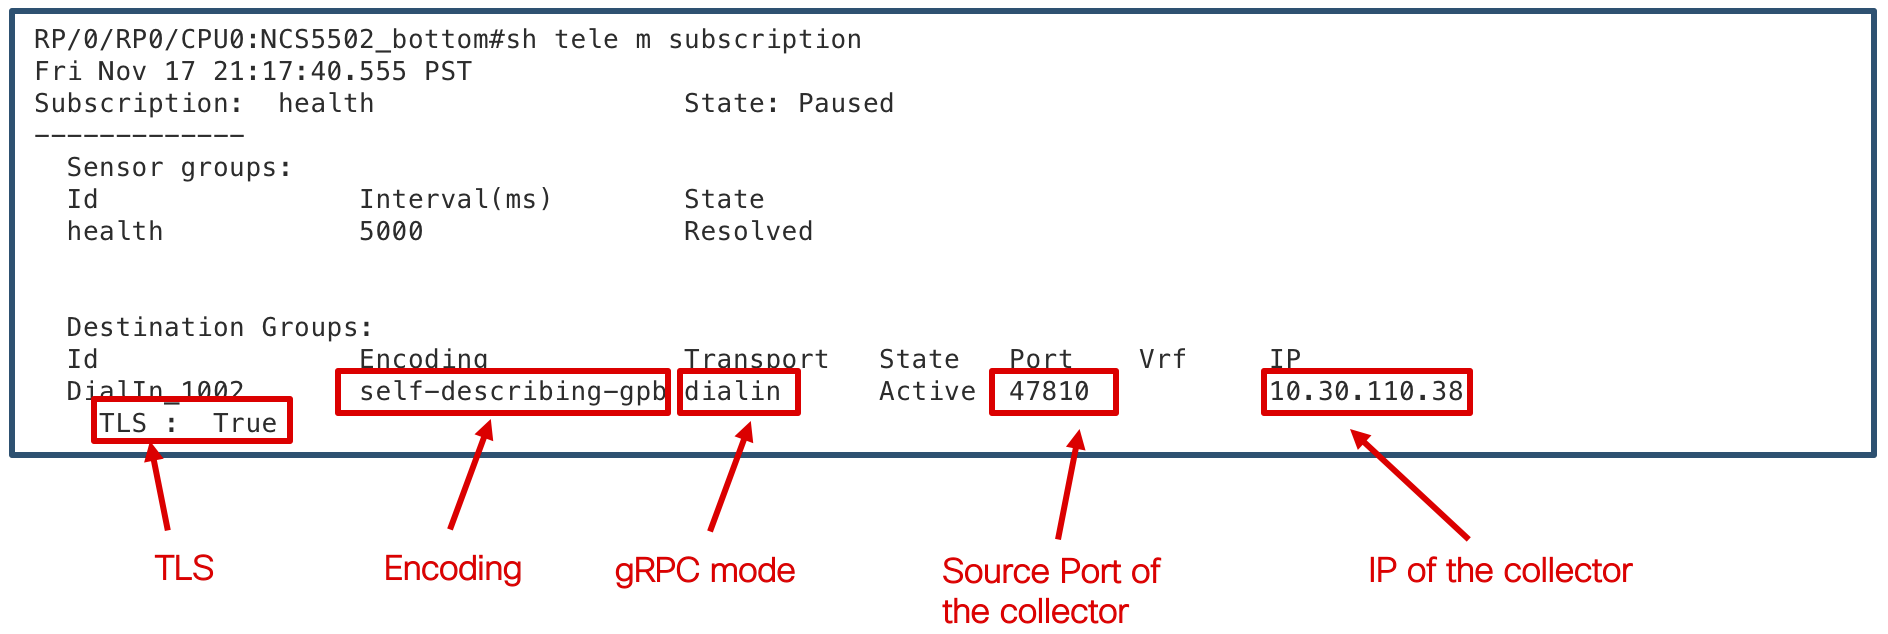 RP/0/RP0/CPU0:NCS5502_bottom#sh tele m subscription
Fri Nov 17 21:17:40.555 PST
Subscription:  health                   State: Paused
-------------
  Sensor groups:
  Id                Interval(ms)        State
  health            5000                Resolved
  Destination Groups:
  Id                Encoding            Transport   State   Port    Vrf     IP
  DialIn_1002       self-describing-gpb dialin      Active  47810           10.30.110.38
    TLS :  True
TLS
Encoding
gRPC mode
Source Port of
the collector
IP of the collector